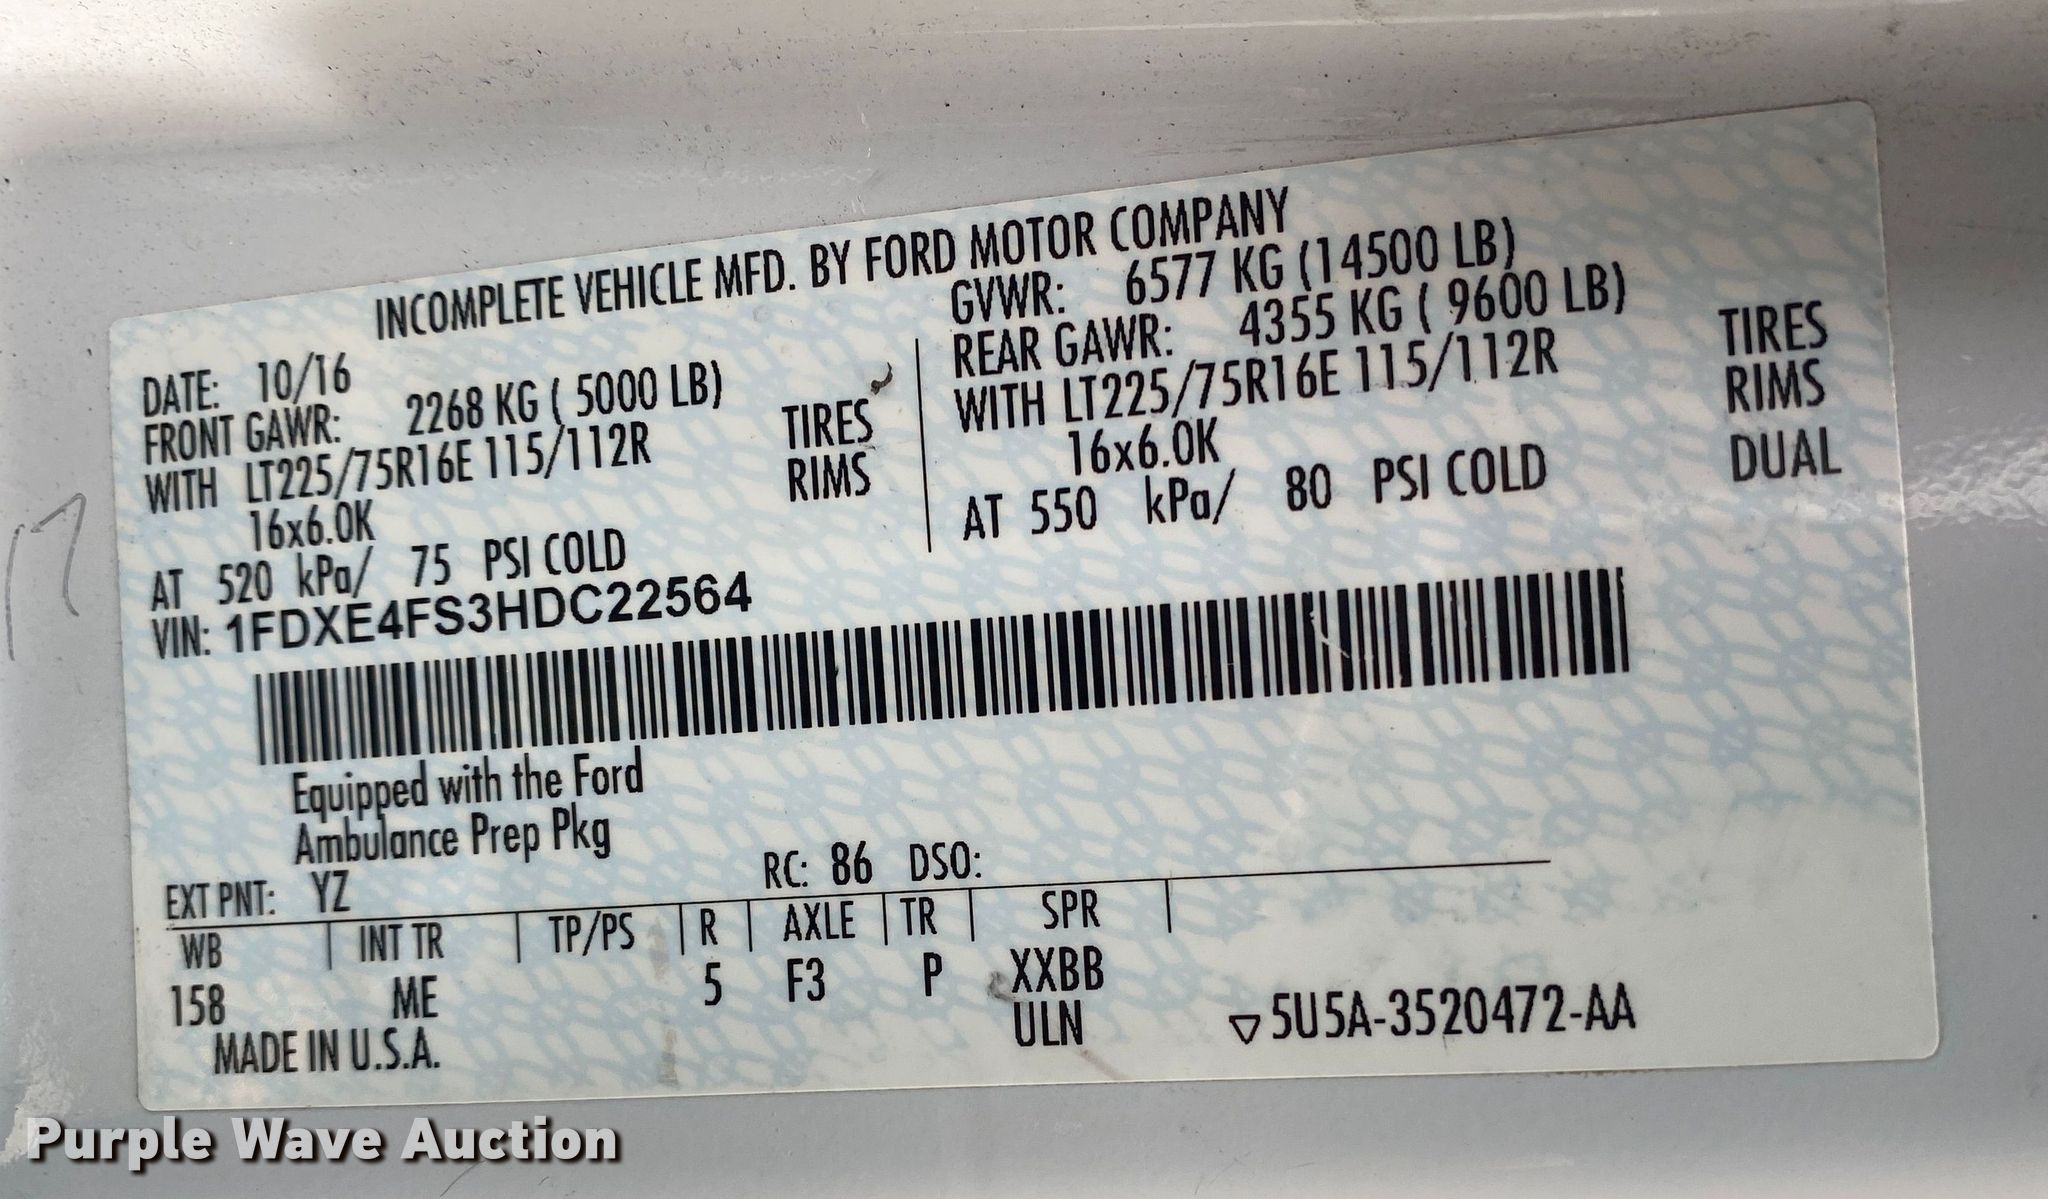 INCOMPLETE VEHICLE MFD. BY FORD MOTOR COMPANY
DATE: 10/16
FRONT GAWR: 2268 KG ( 5000 LB)
WITH LT225/75R16E 115/112R TIRES
16x6.0K RIMS
AT 520 kPa/ 75 PSI COLD
GVWR: 6577 KG (14500 LB)
REAR GAWR: 4355 KG ( 9600 LB)
WITH LT225/75R16E 115/112R TIRES
16x6.0K RIMS
AT 550 kPa/ 80 PSI COLD DUAL
VIN: 1FDXE4FS3HDC22564
Equipped with the Ford
Ambulance Prep Pkg
EXT PNT: YZ RC: 86 DSO:
WB INT TR TP/PS R AXLE TR SPR
158 ME 5 F3 P XXBB
ULN
MADE IN U.S.A. 5U5A-3520472-AA
17
Purple Wave Auction